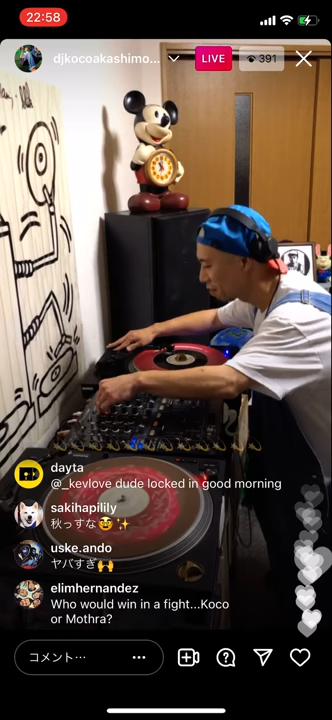 22:58
djkocoakashimo...
LIVE
391
dayta
@_kevlove dude locked in good morning
sakihapilily
秋っすな🥸✨
uske.ando
ヤバすぎ🙌
elimhernandez
Who would win in a fight...Koco
or Mothra?
コメント…